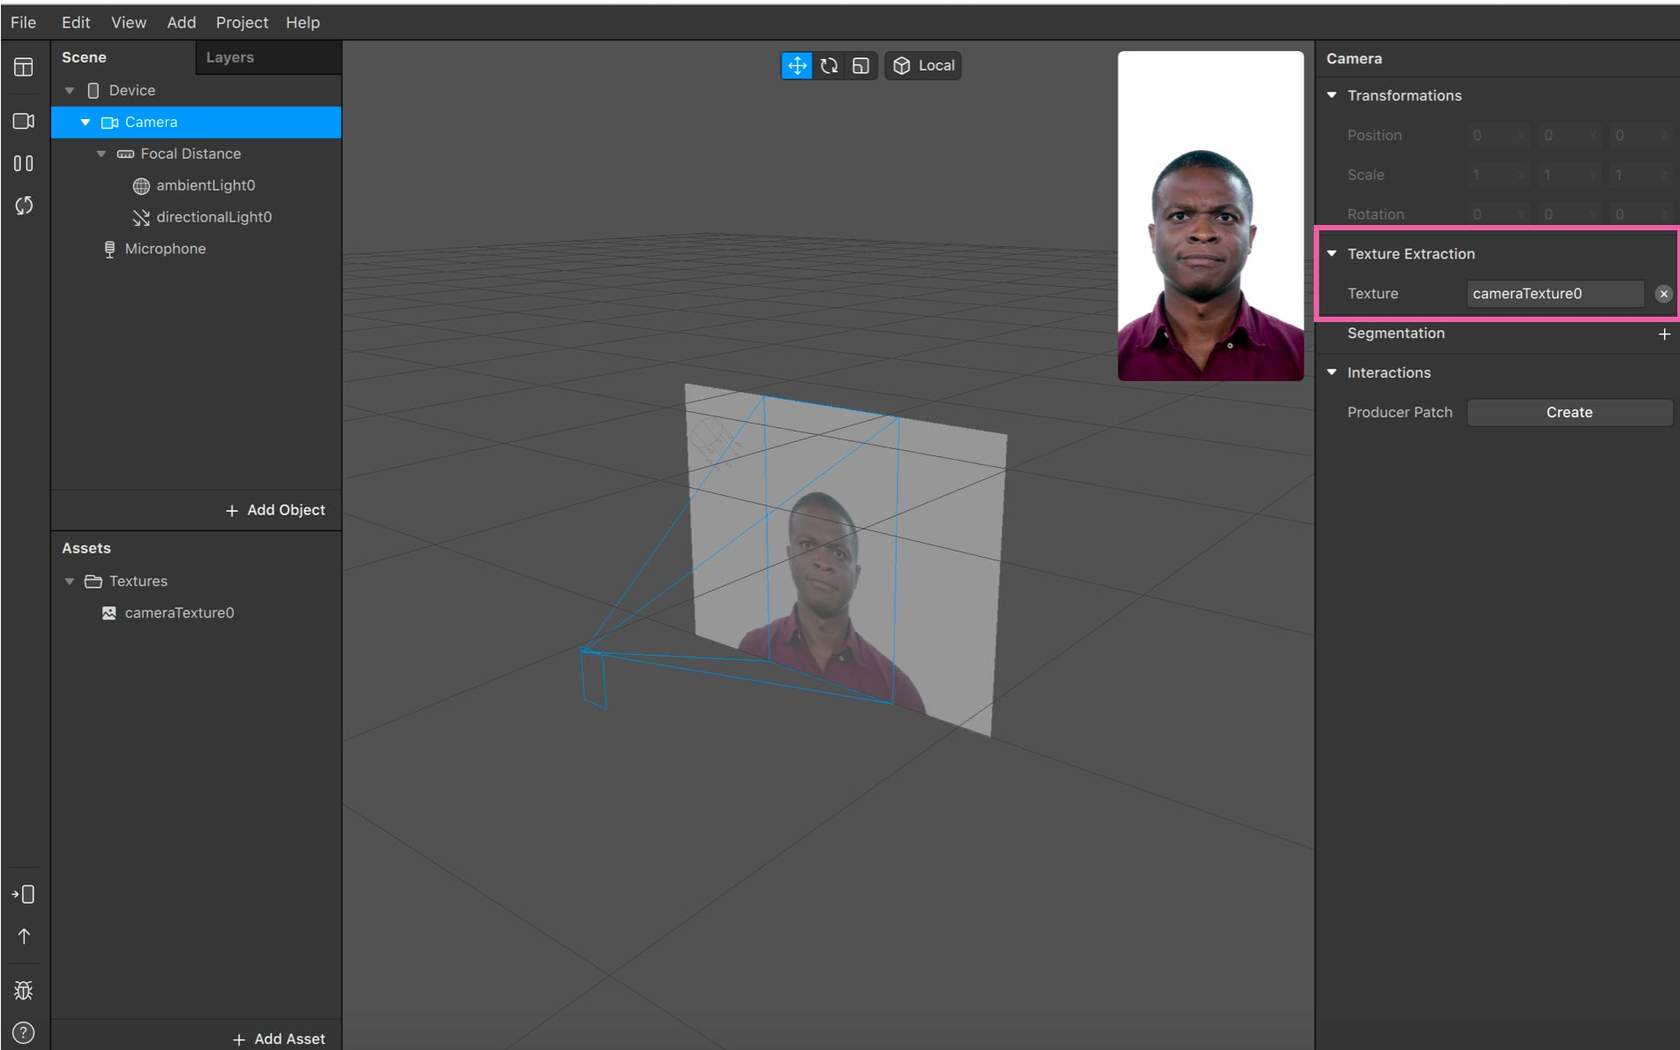 File Edit View Add Project Help
Scene Layers
Device
Camera
Focal Distance
ambientLight0
directionalLight0
Microphone
+ Add Object
Assets
Textures
cameraTexture0
+ Add Asset
Local
Camera
Transformations
Position 0 0 0
Scale 1 1 1
Rotation 0 0 0
Texture Extraction
Texture cameraTexture0
Segmentation +
Interactions
Producer Patch Create